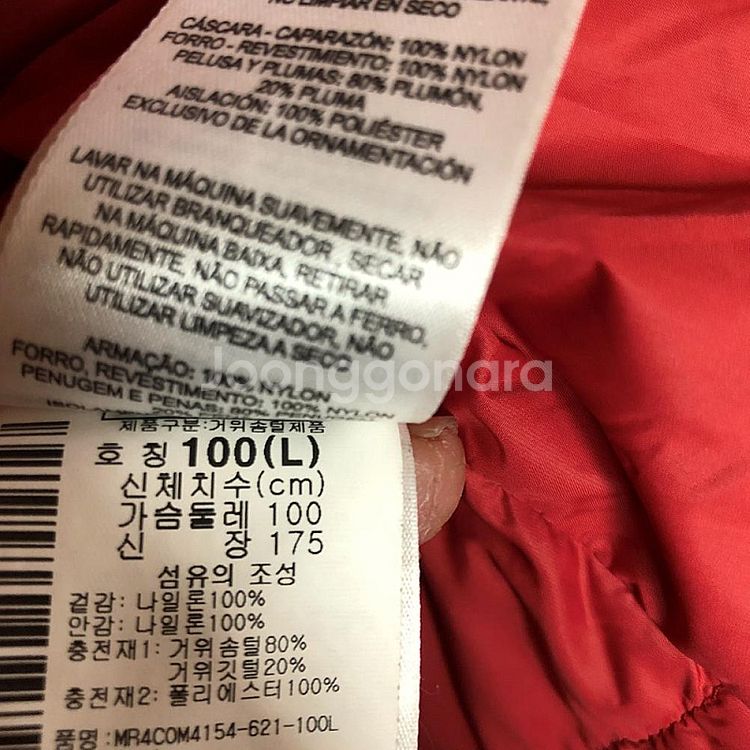 NO LIMPIAR EN SECO
CÁSCARA - CAPARAZÓN: 100% NYLON
FORRO - REVESTIMIENTO: 100% NYLON
PELUSA Y PLUMAS: 80% PLUMÓN,
20% PLUMA
AISLACIÓN: 100% POLIÉSTER
EXCLUSIVO DE LA ORNAMENTACIÓN
LAVAR NA MÁQUINA SUAVEMENTE, NÃO
UTILIZAR BRANQUEADOR, SECAR
NA MÁQUINA BAIXA, RETIRAR
RAPIDAMENTE, NÃO PASSAR A FERRO,
NÃO UTILIZAR SUAVIZADOR, NÃO
UTILIZAR LIMPEZA A SECO
ARMAÇÃO: 100% NYLON
FORRO, REVESTIMENTO: 100% NYLON
PENUGEM E PENAS: 80% PENUGEM
Joonggonara
제품구분:거위솜털제품
호 칭 100(L)
신체치수(cm)
가슴둘레 100
신 장 175
섬유의 조성
겉감: 나일론100%
안감: 나일론100%
충전재1: 거위솜털80%
거위깃털20%
충전재2: 폴리에스터100%
품명: MR4COM4154-621-100L